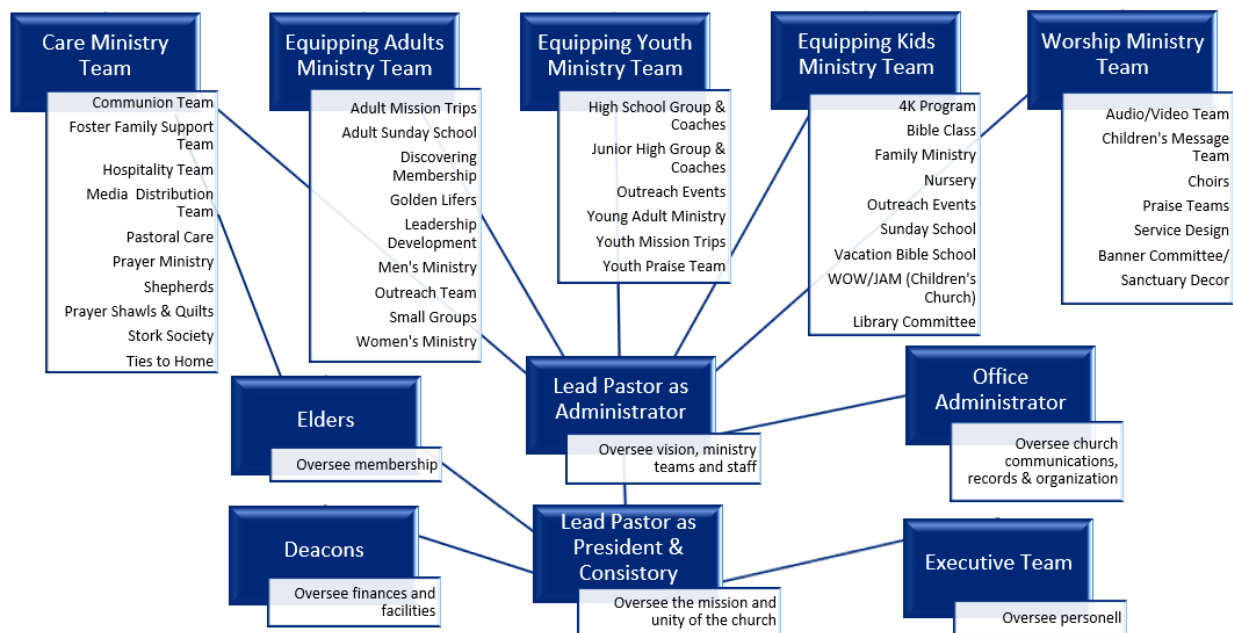 Care Ministry
Team
Communion Team
Foster Family Support
Team
Hospitality Team
Media Distribution
Team
Pastoral Care
Prayer Ministry
Shepherds
Prayer Shawls & Quilts
Stork Society
Ties to Home
Equipping Adults
Ministry Team
Adult Mission Trips
Adult Sunday School
Discovering
Membership
Golden Lifers
Leadership
Development
Men's Ministry
Outreach Team
Small Groups
Women's Ministry
Equipping Youth
Ministry Team
High School Group &
Coaches
Junior High Group &
Coaches
Outreach Events
Young Adult Ministry
Youth Mission Trips
Youth Praise Team
Equipping Kids
Ministry Team
4K Program
Bible Class
Family Ministry
Nursery
Outreach Events
Sunday School
Vacation Bible School
WOW/JAM (Children's
Church)
Library Committee
Worship Ministry
Team
Audio/Video Team
Children's Message
Team
Choirs
Praise Teams
Service Design
Banner Committee/
Sanctuary Decor
Elders
Oversee membership
Lead Pastor as
Administrator
Oversee vision, ministry
teams and staff
Office
Administrator
Oversee church
communications,
records & organization
Deacons
Oversee finances and
facilities
Lead Pastor as
President &
Consistory
Oversee the mission and
unity of the church
Executive Team
Oversee personell